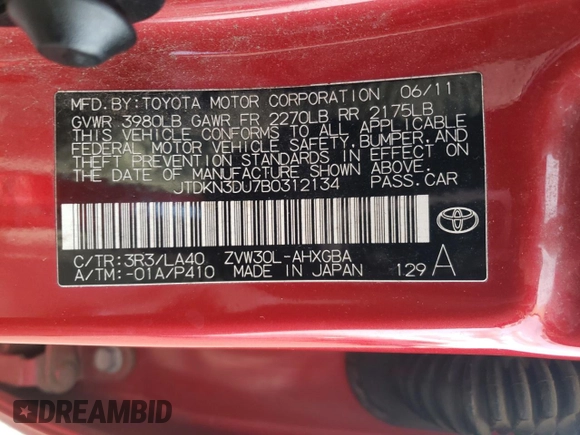 MFD.BY:TOYOTA MOTOR CORPORATION 06/11
GVWR 3980LB GAWR FR 2270LB RR 2175LB
THIS VEHICLE CONFORMS TO ALL APPLICABLE
FEDERAL MOTOR VEHICLE SAFETY,BUMPER,AND
THEFT PREVENTION STANDARDS IN EFFECT ON
THE DATE OF MANUFACTURE SHOWN ABOVE.
JTDKN3DU7B0312134 PASS.CAR
C/TR:3R3/LA40 ZVW30L-AHXGBA
A/TM:-01A/P410 MADE IN JAPAN 129 A
DREAMBID